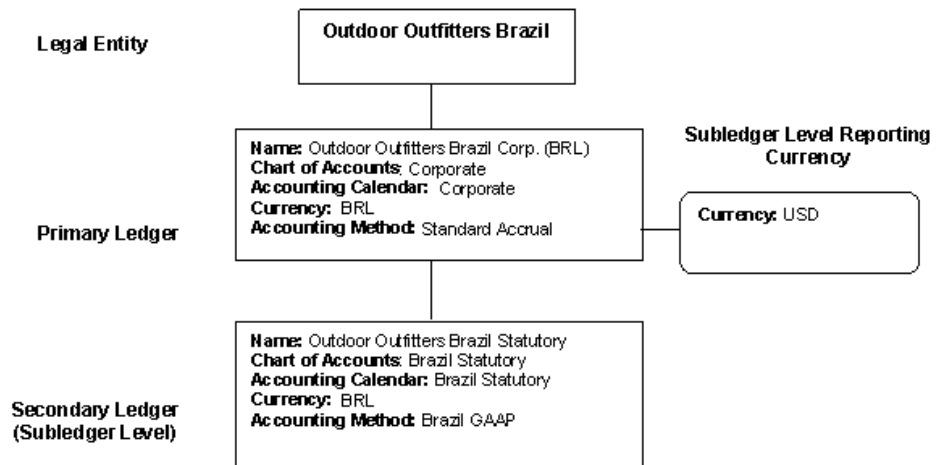 Outdoor Outfitters Brazil
Legal Entity
Name: Outdoor Outfitters Brazil Corp. (BRL)
Chart of Accounts: Corporate
Accounting Calendar: Corporate
Currency: BRL
Accounting Method: Standard Accrual
Primary Ledger
Subledger Level Reporting
Currency
Currency: USD
Name: Outdoor Outfitters Brazil Statutory
Chart of Accounts: Brazil Statutory
Accounting Calendar: Brazil Statutory
Currency: BRL
Accounting Method: Brazil GAAP
Secondary Ledger
(Subledger Level)